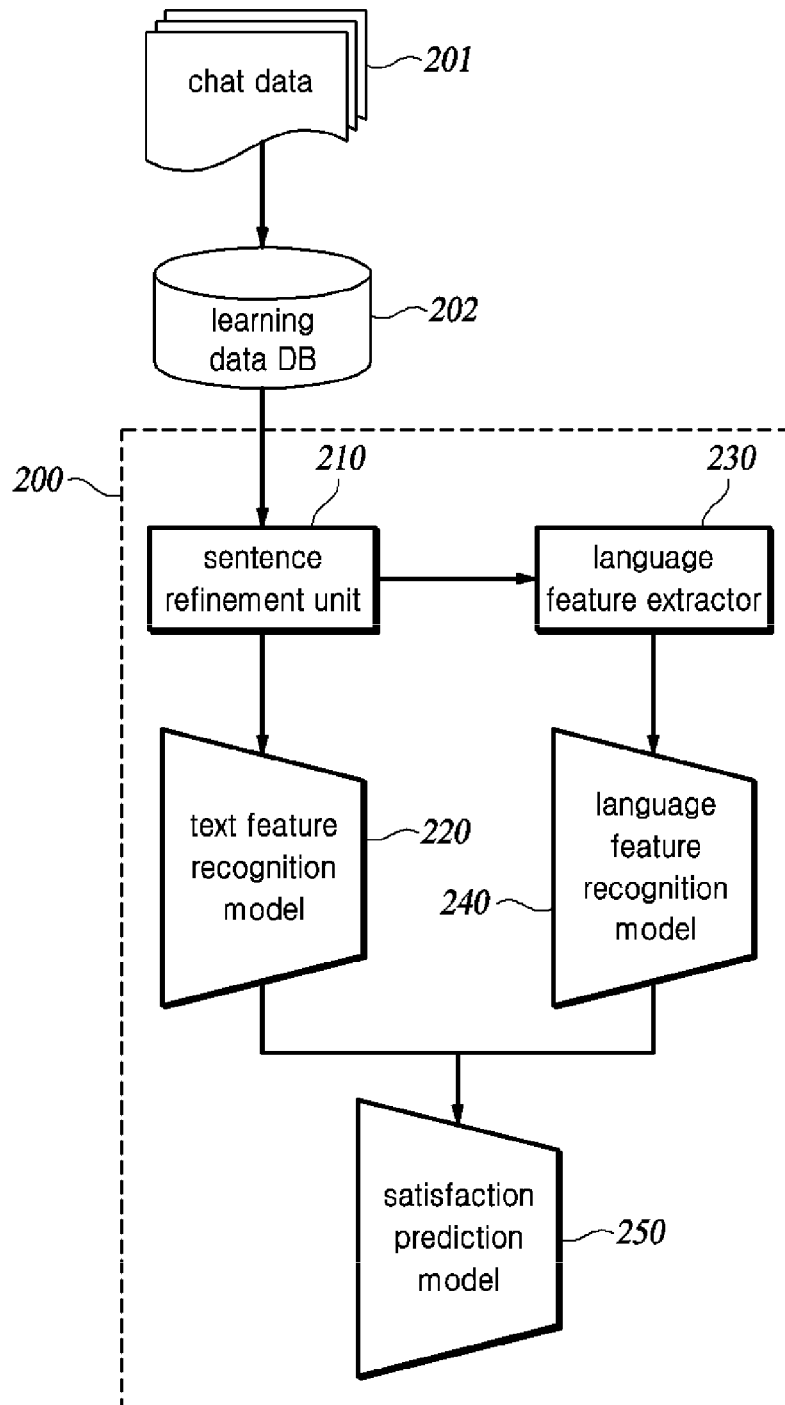 chat data
201
learning
data DB
202
200
210
230
sentence
refinement unit
language
feature extractor
text feature
recognition
model
220
language
feature
recognition
model
240
satisfaction
prediction
model
250